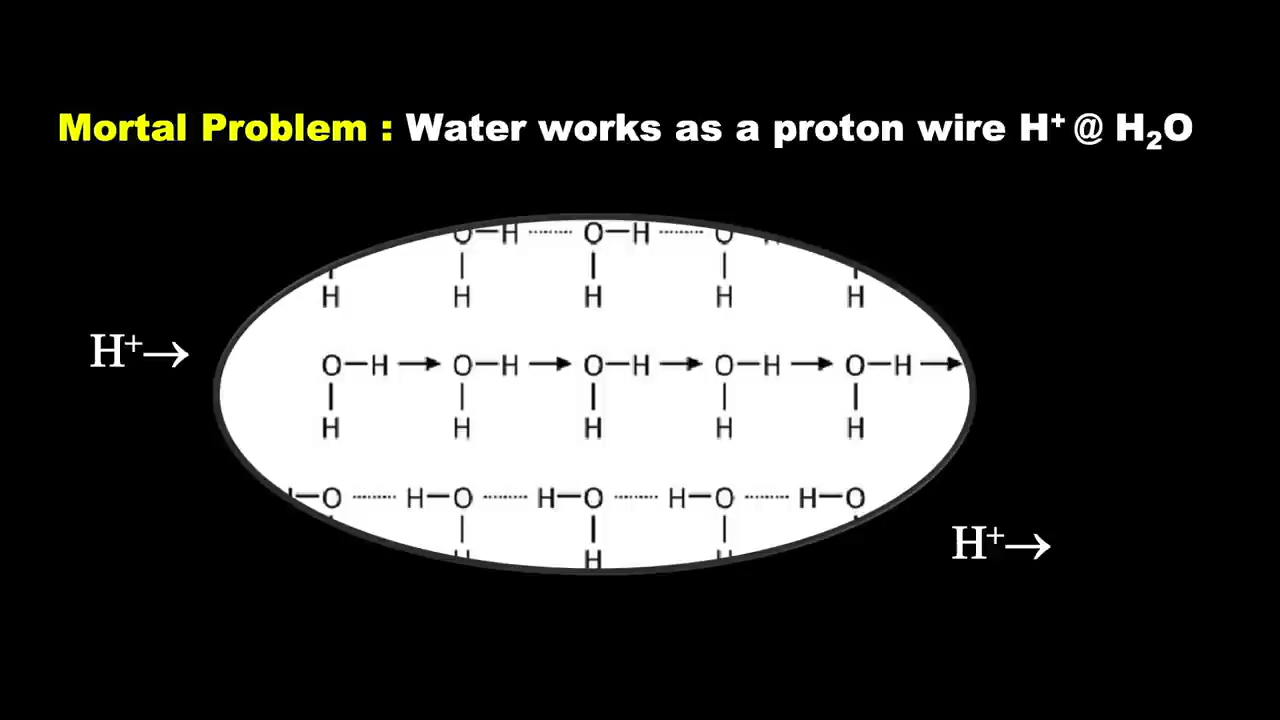 Mortal Problem : Water works as a proton wire H⁺ @ H₂O
O—H ········ O—H ········ O
H H H H H
H⁺→
O—H → O—H → O—H → O—H → O—H →
H H H H H
—O ········ H—O ········ H—O ········ H—O ········ H—O
H
H⁺→